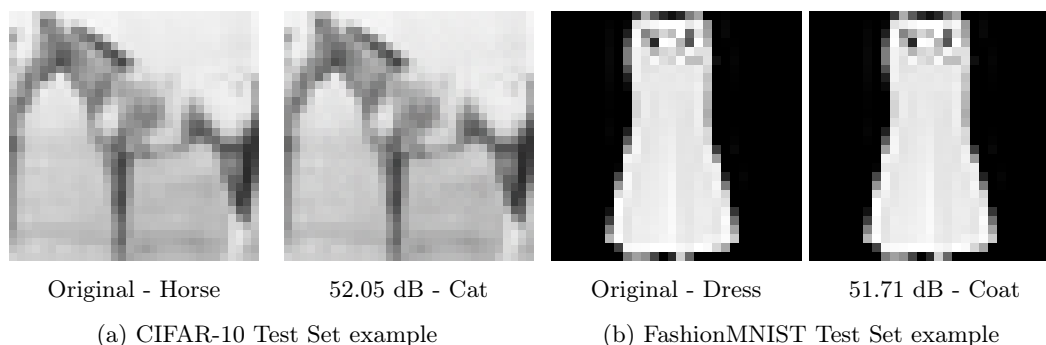 Original - Horse
52.05 dB - Cat
Original - Dress
51.71 dB - Coat
(a) CIFAR-10 Test Set example
(b) FashionMNIST Test Set example